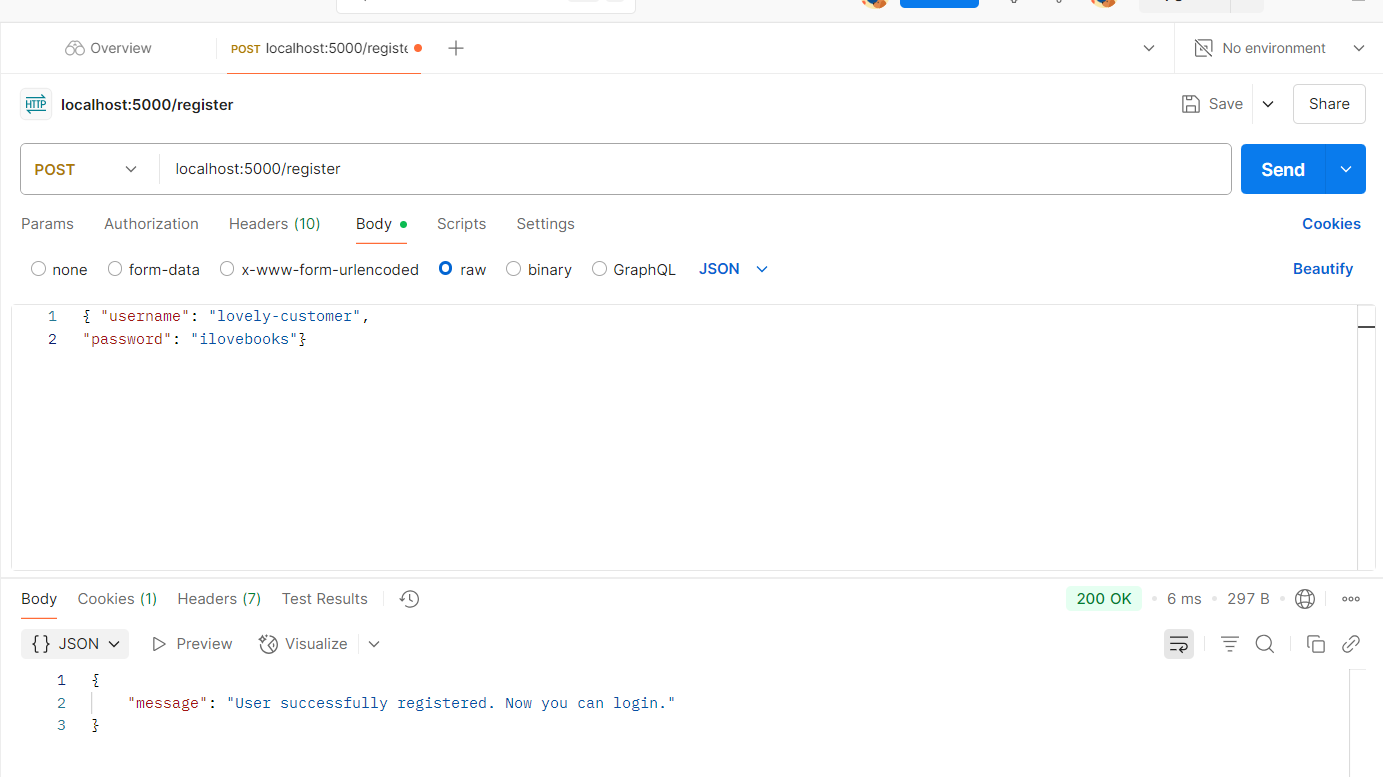 Overview
POST localhost:5000/registe
No environment
HTTP localhost:5000/register
Save
Share
POST localhost:5000/register
Send
Params Authorization Headers (10) Body Scripts Settings Cookies
none form-data x-www-form-urlencoded raw binary GraphQL JSON Beautify
1 { "username": "lovely-customer",
2 "password": "ilovebooks"}
Body Cookies (1) Headers (7) Test Results 200 OK 6 ms 297 B
{} JSON Preview Visualize
1 {
2 "message": "User successfully registered. Now you can login."
3 }